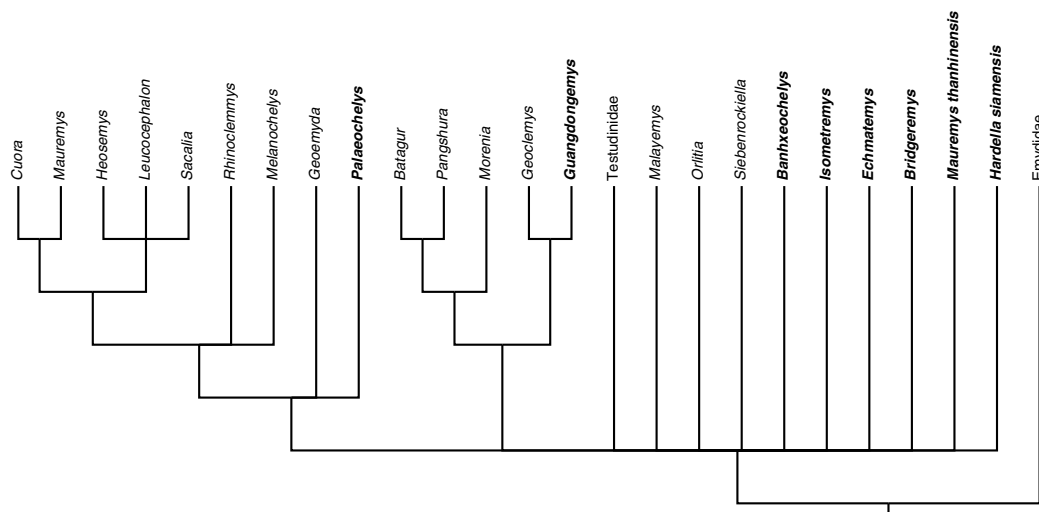 Cuora
Mauremys
Heosemys
Leucocephalon
Sacalia
Rhinoclemmys
Melanochelys
Geoemyda
Palaeochelys
Batagur
Pangshura
Morenia
Geoclemys
Guangdongemys
Testudinidae
Malayemys
Orlitia
Siebenrockiella
Banhxeochelys
Isometremys
Echmatemys
Bridgeremys
Mauremys thanhinensis
Hardella siamensis
Emydidae